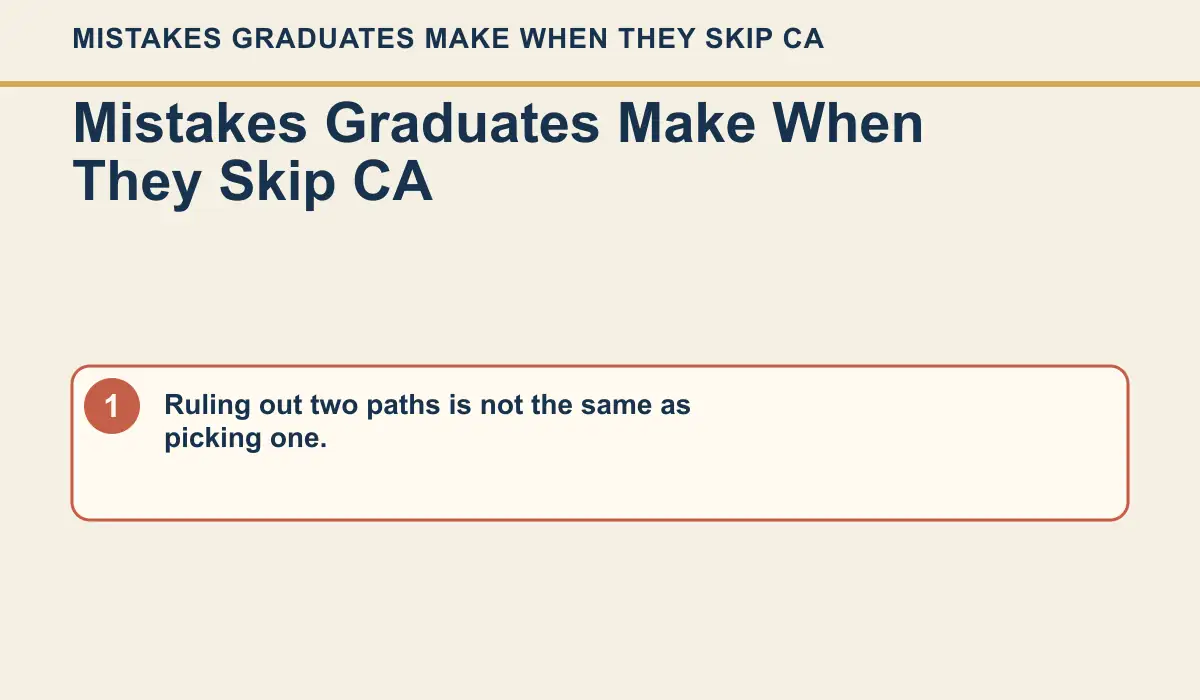 MISTAKES GRADUATES MAKE WHEN THEY SKIP CA
Mistakes Graduates Make When
They Skip CA
1
Ruling out two paths is not the same as
picking one.